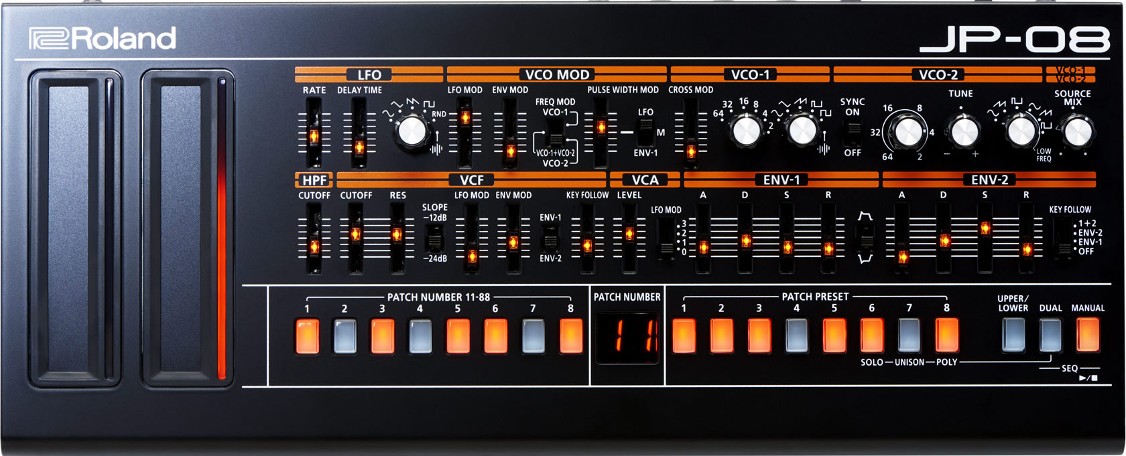 Roland
JP-08
LFO VCO MOD VCO-1 VCO-2 VCO-1
VCO-2
RATE DELAY TIME LFO MOD ENV MOD PULSE WIDTH MOD CROSS MOD TUNE SOURCE
MIX
RND
FREQ MOD
VCO-1
VCO-1+VCO-2
VCO-2
LFO
M
ENV-1
64 32 16 8 4 2
SYNC
ON
OFF
64 32 16 8 4 2
- +
LOW
FREQ
HPF VCF VCA ENV-1 ENV-2
CUTOFF CUTOFF RES LFO MOD ENV MOD KEY FOLLOW LEVEL A D S R A D S R KEY FOLLOW
SLOPE
-12dB
-24dB
ENV-1
ENV-2
LFO MOD
3
2
1
0
1+2
ENV-2
ENV-1
OFF
PATCH NUMBER 11-88 PATCH NUMBER PATCH PRESET UPPER/
LOWER DUAL MANUAL
1 2 3 4 5 6 7 8 1 2 3 4 5 6 7 8
11
SOLO UNISON POLY
SEQ